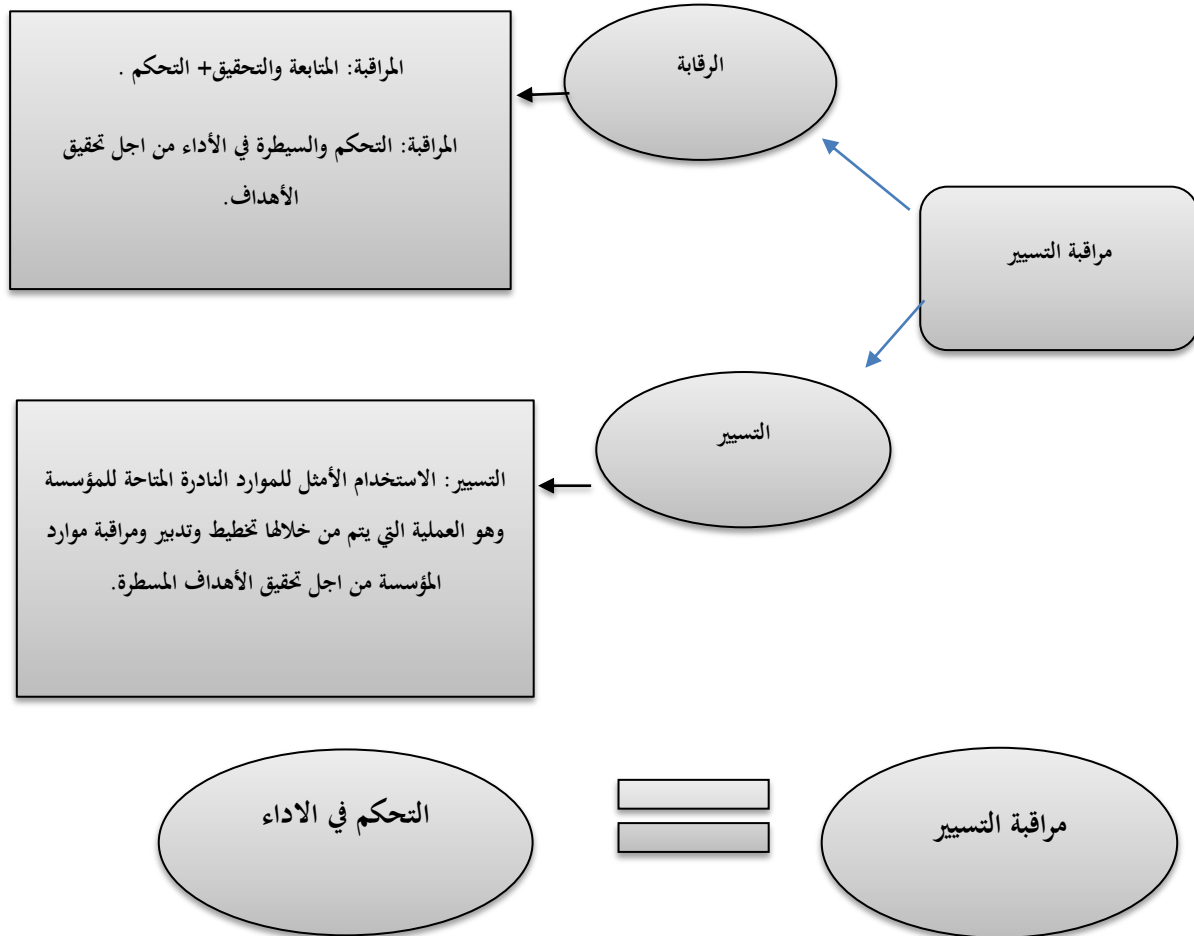 مراقبة التسيير
الرقابة
المراقبة: المتابعة والتحقيق+ التحكم .
المراقبة: التحكم والسيطرة في الأداء من اجل تحقيق
الأهداف.
التسيير
التسيير: الاستخدام الأمثل للموارد النادرة المتاحة للمؤسسة
وهو العملية التي يتم من خلالها تخطيط وتدبير ومراقبة موارد
المؤسسة من اجل تحقيق الأهداف المسطرة.
مراقبة التسيير
التحكم في الاداء